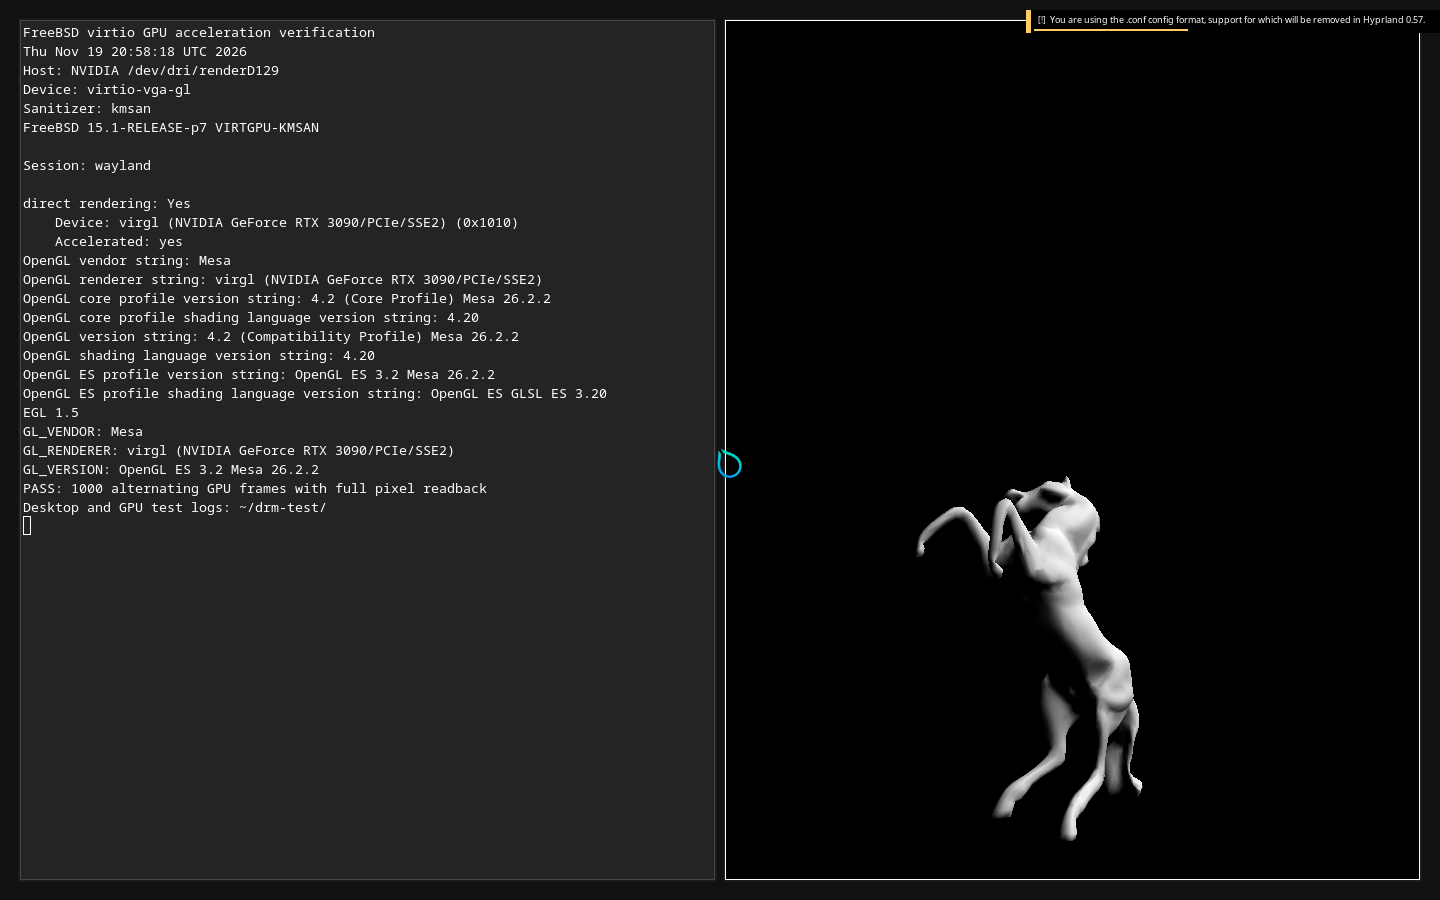 FreeBSD virtio GPU acceleration verification
Thu Nov 19 20:58:18 UTC 2026
Host: NVIDIA /dev/dri/renderD129
Device: virtio-vga-gl
Sanitizer: kmsan
FreeBSD 15.1-RELEASE-p7 VIRTGPU-KMSAN
Session: wayland
direct rendering: Yes
    Device: virgl (NVIDIA GeForce RTX 3090/PCIe/SSE2) (0x1010)
    Accelerated: yes
OpenGL vendor string: Mesa
OpenGL renderer string: virgl (NVIDIA GeForce RTX 3090/PCIe/SSE2)
OpenGL core profile version string: 4.2 (Core Profile) Mesa 26.2.2
OpenGL core profile shading language version string: 4.20
OpenGL version string: 4.2 (Compatibility Profile) Mesa 26.2.2
OpenGL shading language version string: 4.20
OpenGL ES profile version string: OpenGL ES 3.2 Mesa 26.2.2
OpenGL ES profile shading language version string: OpenGL ES GLSL ES 3.20
EGL 1.5
GL_VENDOR: Mesa
GL_RENDERER: virgl (NVIDIA GeForce RTX 3090/PCIe/SSE2)
GL_VERSION: OpenGL ES 3.2 Mesa 26.2.2
PASS: 1000 alternating GPU frames with full pixel readback
Desktop and GPU test logs: ~/drm-test/
[!] You are using the .conf config format, support for which will be removed in Hyprland 0.57.